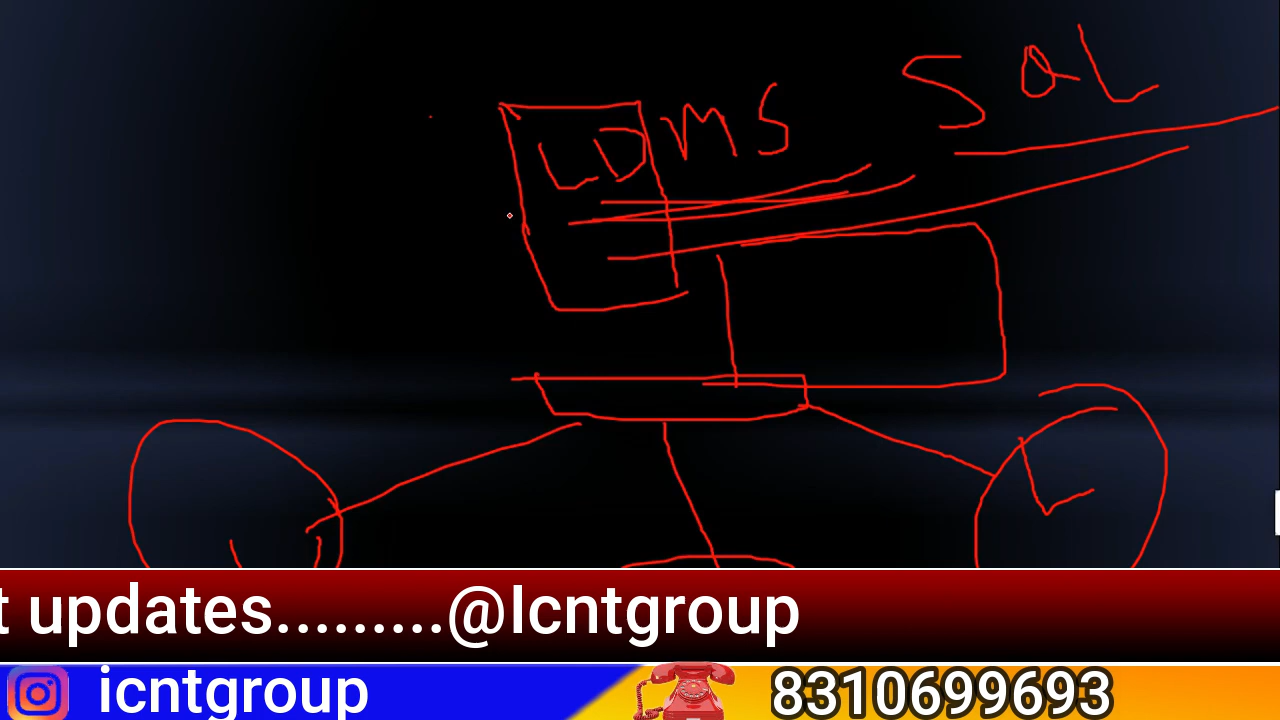 LDMS SQL
L
t updates.........@Icntgroup
icntgroup
8310699693